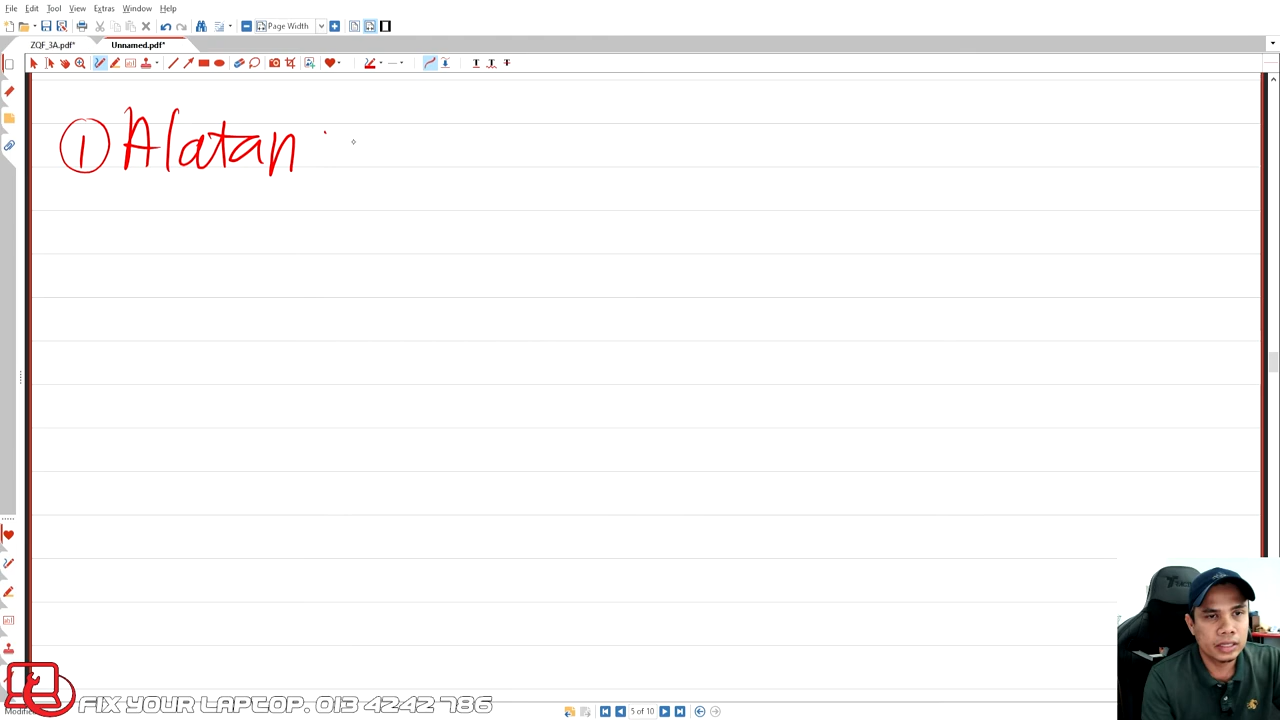 File Edit Tool View Extras Window Help
Page Width
ZQF_3A.pdf* Unnamed.pdf*
① Alatan
FIX YOUR LAPTOP. 013 4242 786
5 of 10